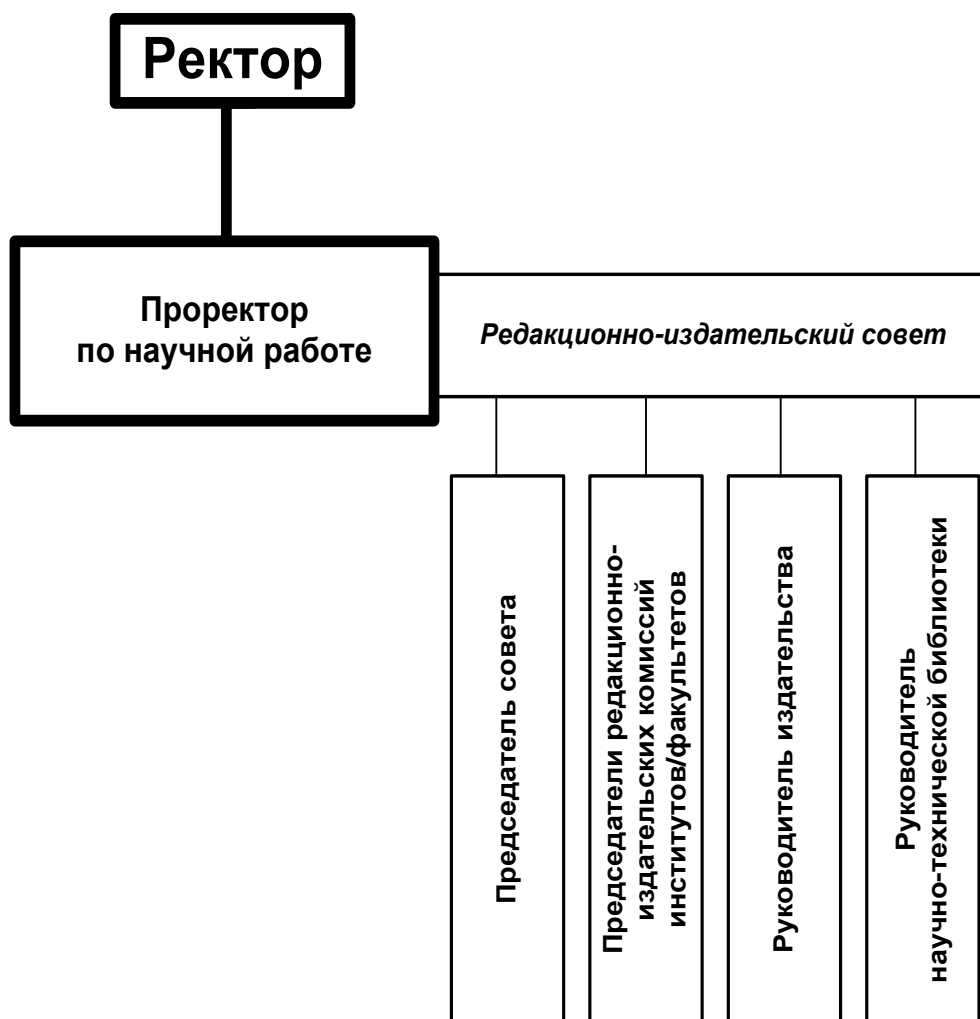 Ректор
Проректор
по научной работе
Редакционно-издательский совет
Председатель совета
Председатели редакционно-
издательских комиссий
институтов/факультетов
Руководитель издательства
Руководитель
научно-технической библиотеки